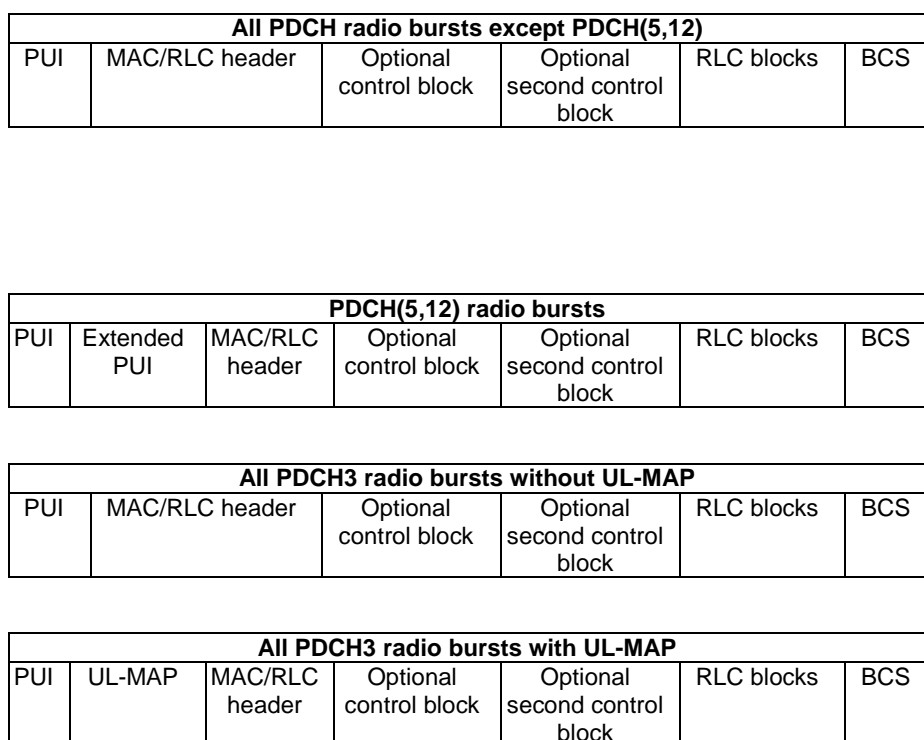 All PDCH radio bursts except PDCH(5,12)
PUI MAC/RLC header Optional Optional RLC blocks BCS
control block second control
block
PDCH(5,12) radio bursts
PUI Extended MAC/RLC Optional Optional RLC blocks BCS
PUI header control block second control
block
All PDCH3 radio bursts without UL-MAP
PUI MAC/RLC header Optional Optional RLC blocks BCS
control block second control
block
All PDCH3 radio bursts with UL-MAP
PUI UL-MAP MAC/RLC Optional Optional RLC blocks BCS
header control block second control
block